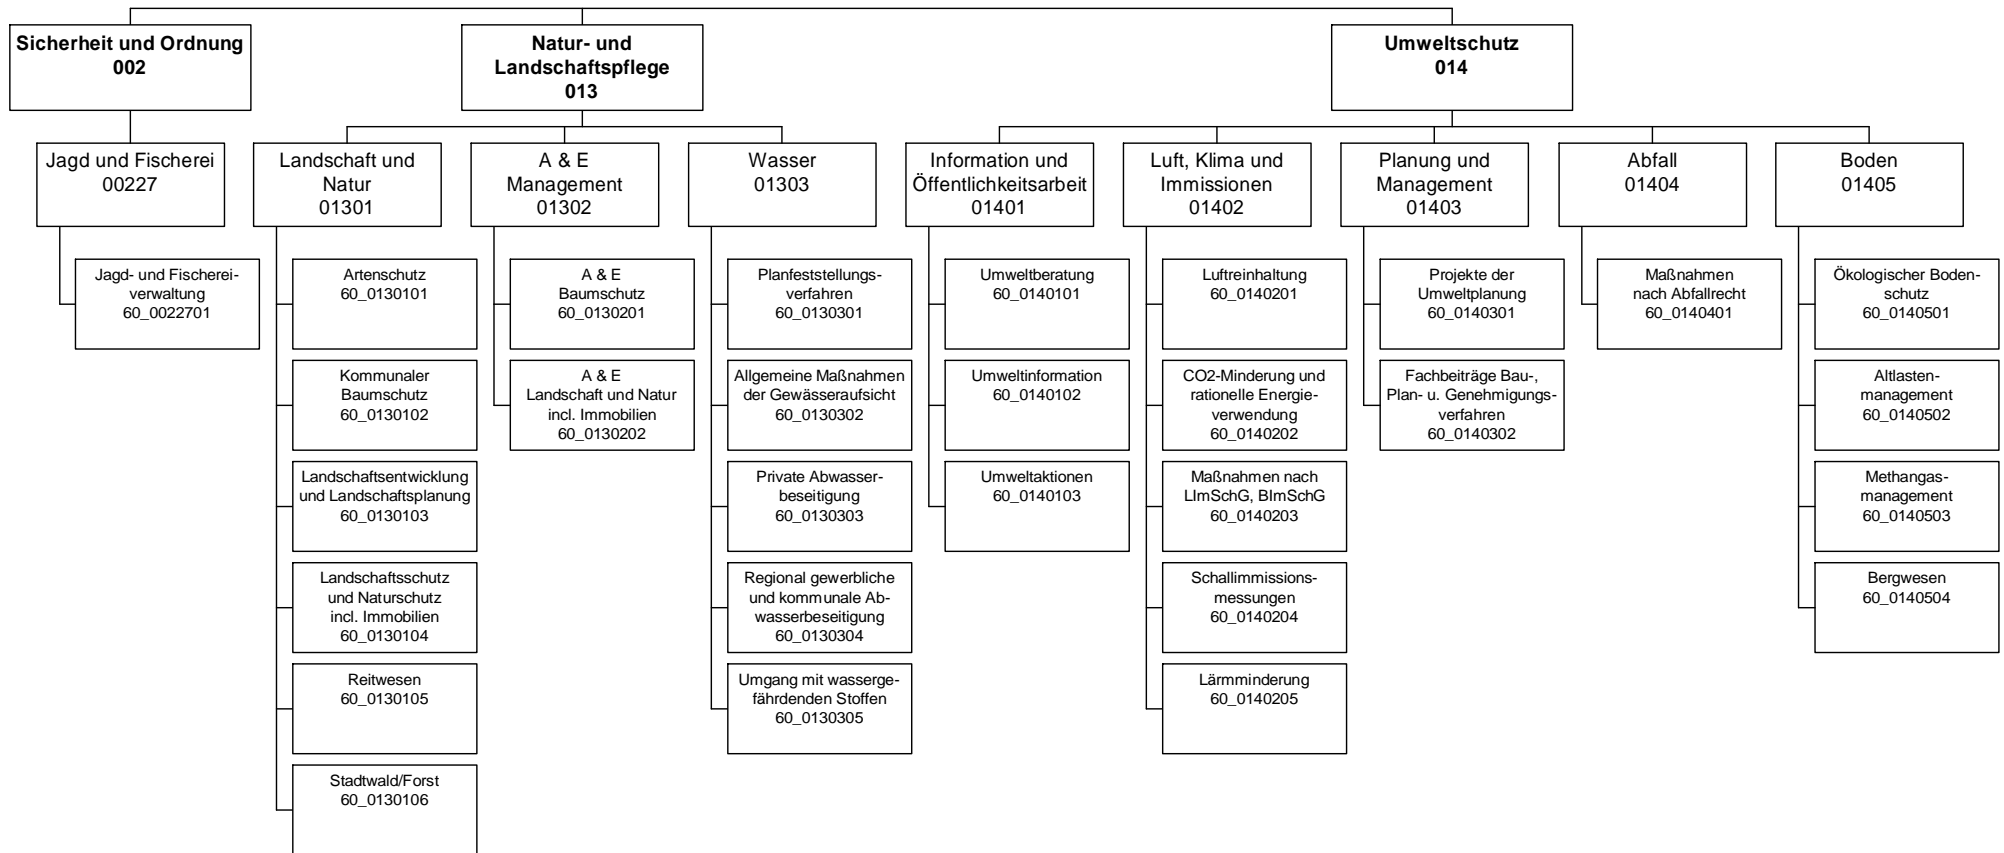 Sicherheit und Ordnung
002
Natur- und
Landschaftspflege
013
Umweltschutz
014
Jagd und Fischerei
00227
Landschaft und
Natur
01301
A & E
Management
01302
Wasser
01303
Information und
Öffentlichkeitsarbeit
01401
Luft, Klima und
Immissionen
01402
Planung und
Management
01403
Abfall
01404
Boden
01405
Jagd- und Fischerei-
verwaltung
60_0022701
Artenschutz
60_0130101
Kommunaler
Baumschutz
60_0130102
Landschaftsentwicklung
und Landschaftsplanung
60_0130103
Landschaftsschutz
und Naturschutz
incl. Immobilien
60_0130104
Reitwesen
60_0130105
Stadtwald/Forst
60_0130106
A & E
Baumschutz
60_0130201
A & E
Landschaft und Natur
incl. Immobilien
60_0130202
Planfeststellungs-
verfahren
60_0130301
Allgemeine Maßnahmen
der Gewässeraufsicht
60_0130302
Private Abwasser-
beseitigung
60_0130303
Regional gewerbliche
und kommunale Ab-
wasserbeseitigung
60_0130304
Umgang mit wasserge-
fährdenden Stoffen
60_0130305
Umweltberatung
60_0140101
Umweltinformation
60_0140102
Umweltaktionen
60_0140103
Luftreinhaltung
60_0140201
CO2-Minderung und
rationelle Energie-
verwendung
60_0140202
Maßnahmen nach
LImSchG, BImSchG
60_0140203
Schallimmissions-
messungen
60_0140204
Lärmminderung
60_0140205
Projekte der
Umweltplanung
60_0140301
Fachbeiträge Bau-,
Plan- u. Genehmigungs-
verfahren
60_0140302
Maßnahmen
nach Abfallrecht
60_0140401
Ökologischer Boden-
schutz
60_0140501
Altlasten-
management
60_0140502
Methangas-
management
60_0140503
Bergwesen
60_0140504